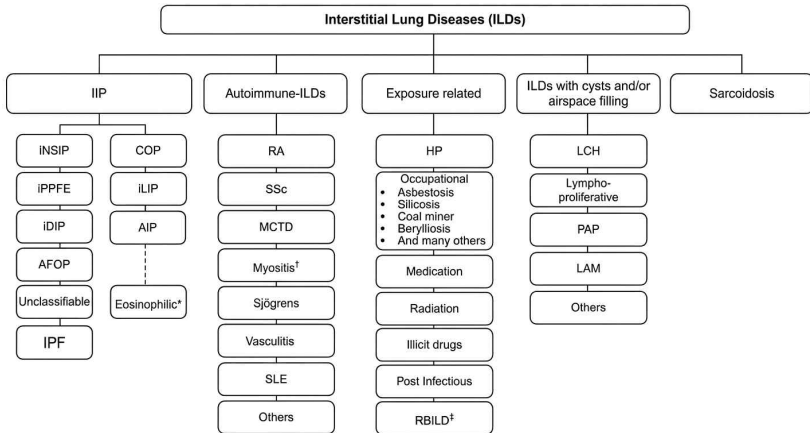 Interstitial Lung Diseases (ILDs)
IIP
Autoimmune-ILDs
Exposure related
ILDs with cysts and/or
airspace filling
Sarcoidosis
iNSIP
iPPFE
iDIP
AFOP
Unclassifiable
IPF
COP
iLIP
AIP
Eosinophilic*
RA
SSc
MCTD
Myositis†
Sjögrens
Vasculitis
SLE
Others
HP
Occupational
• Asbestosis
• Silicosis
• Coal miner
• Berylliosis
• And many others
Medication
Radiation
Illicit drugs
Post Infectious
RBILD‡
LCH
Lympho-
proliferative
PAP
LAM
Others